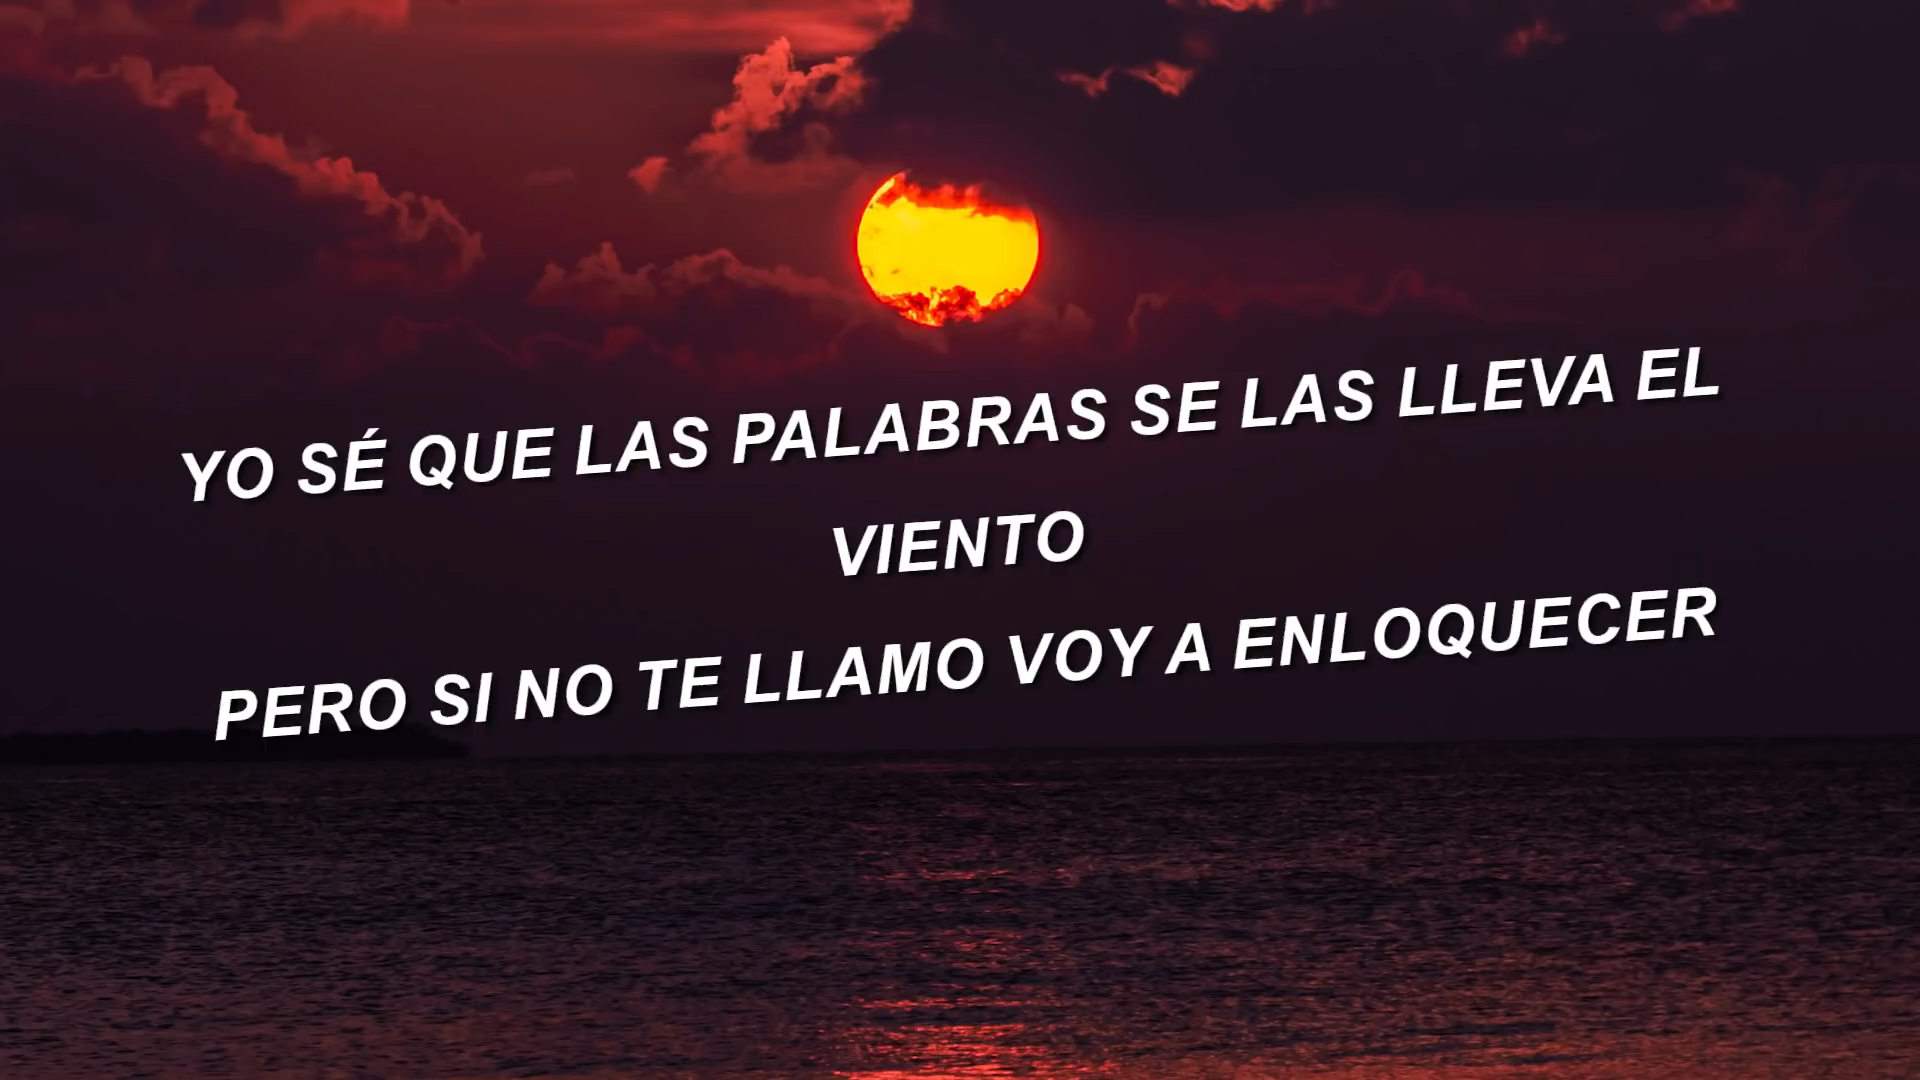 YO SÉ QUE LAS PALABRAS SE LAS LLEVA EL
VIENTO
PERO SI NO TE LLAMO VOY A ENLOQUECER